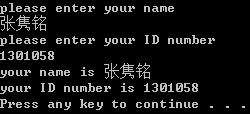 please enter your name
张隽铭
please enter your ID number
1301058
your name is 张隽铭
your ID number is 1301058
Press any key to continue . . .